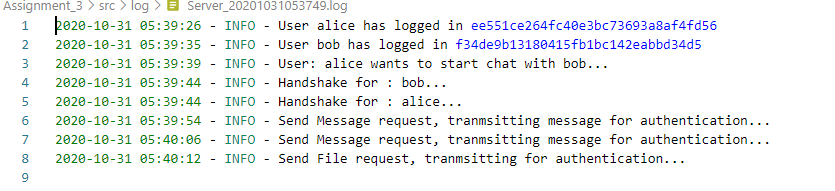 Assignment_3 > src > log > Server_20201031053749.log
1 2020-10-31 05:39:26 - INFO - User alice has logged in ee551ce264fc40e3bc73693a8af4fd56
2 2020-10-31 05:39:35 - INFO - User bob has logged in f34de9b13180415fb1bc142eabbd34d5
3 2020-10-31 05:39:39 - INFO - User: alice wants to start chat with bob...
4 2020-10-31 05:39:44 - INFO - Handshake for : bob...
5 2020-10-31 05:39:44 - INFO - Handshake for : alice...
6 2020-10-31 05:39:54 - INFO - Send Message request, tranmsitting message for authentication...
7 2020-10-31 05:40:06 - INFO - Send Message request, tranmsitting message for authentication...
8 2020-10-31 05:40:12 - INFO - Send File request, tranmsitting for authentication...
9